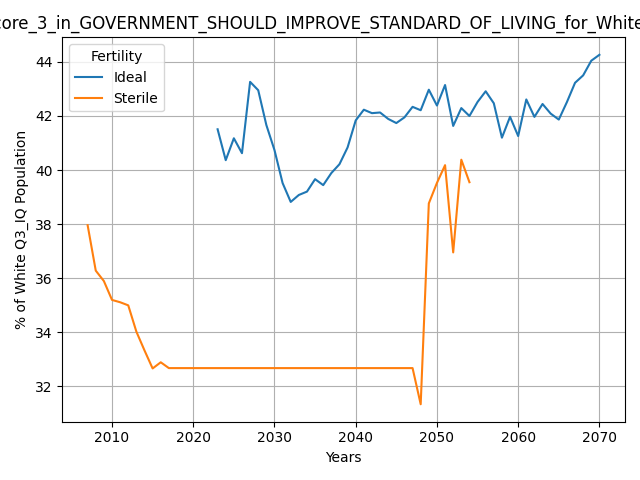 core_3_in_GOVERNMENT_SHOULD_IMPROVE_STANDARD_OF_LIVING_for_White
Fertility
Ideal
Sterile
% of White Q3_IQ Population
44
42
40
38
36
34
32
2010 2020 2030 2040 2050 2060 2070
Years